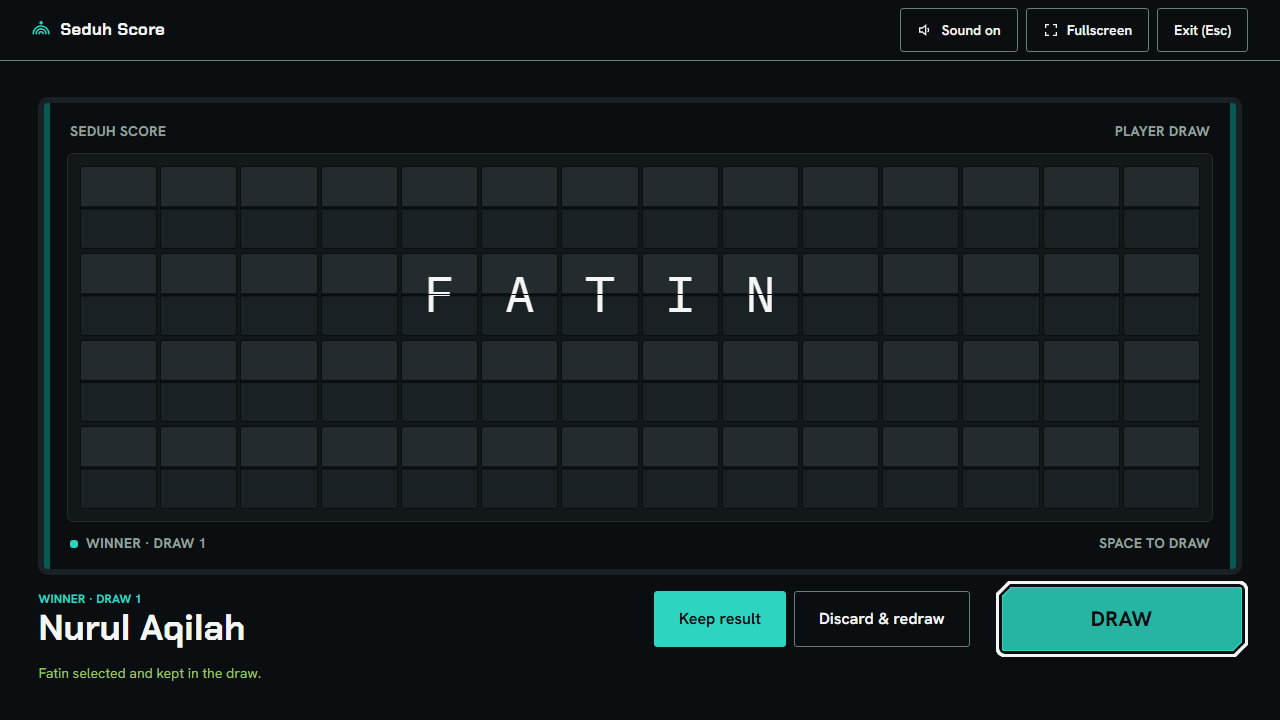 Seduh Score
Sound on
Fullscreen
Exit (Esc)
SEDUH SCORE
PLAYER DRAW
FATIN
WINNER · DRAW 1
SPACE TO DRAW
WINNER · DRAW 1
Nurul Aqilah
Keep result
Discard & redraw
DRAW
Fatin selected and kept in the draw.